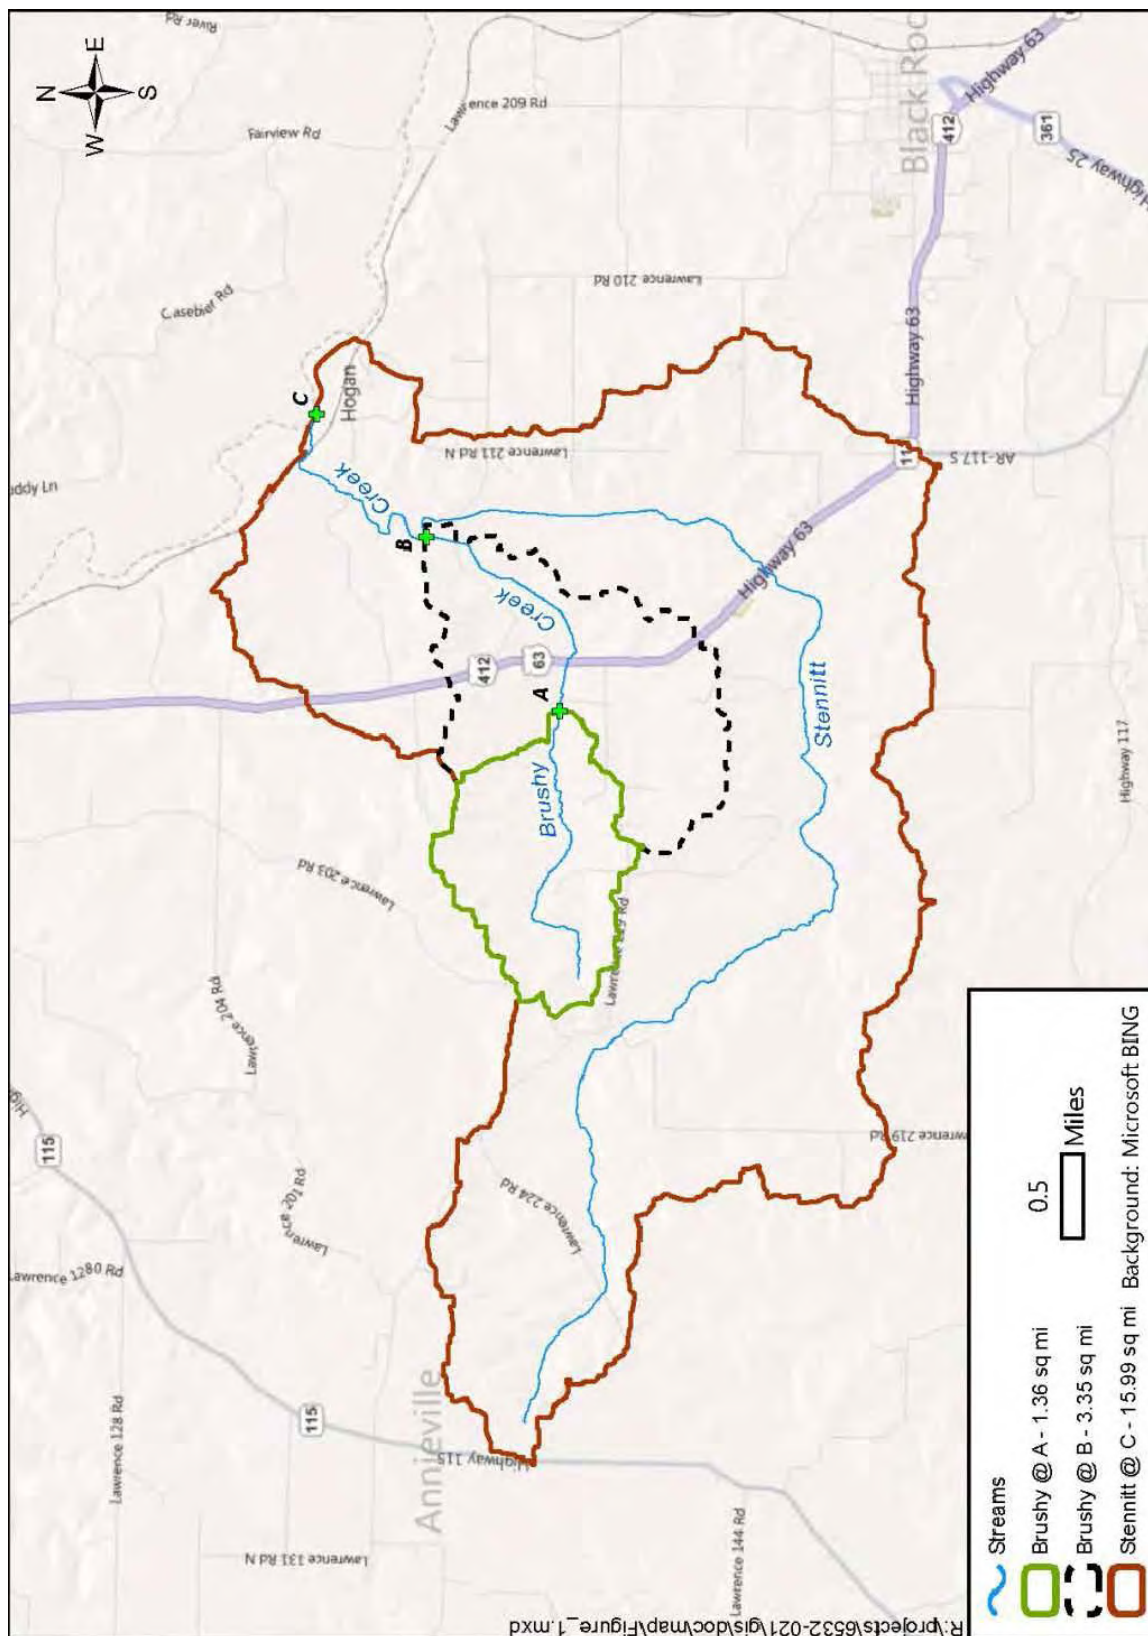 N
W
E
S
River Rd
Fairview Rd
Lawrence 209 Rd
Casebier Rd
addy Ln
C
Hogan
Lawrence 210 Rd
Black Roc
412
Highway 63
361
Highway 25
Highway 63
Lawrence 211 Rd N
AR-117 S
11
Highway 63
Creek
B
Creek
412
63
A
Brushy
Stennitt
Highway 117
Lawrence 203 Rd
Lawrence 204 Rd
115
Lawrence 201 Rd
Lawrence 224 Rd
Lawrence 1280 Rd
Lawrence 128 Rd
115
Annieville
Highway 115
Lawrence 131 Rd N
Lawrence 144 Rd
R:\projects\6532-021\gis\doc\map\Figure_1.mxd
Streams
Brushy @ A - 1.36 sq mi
Brushy @ B - 3.35 sq mi
Stennitt @ C - 15.99 sq mi
0.5
Miles
Background: Microsoft BING